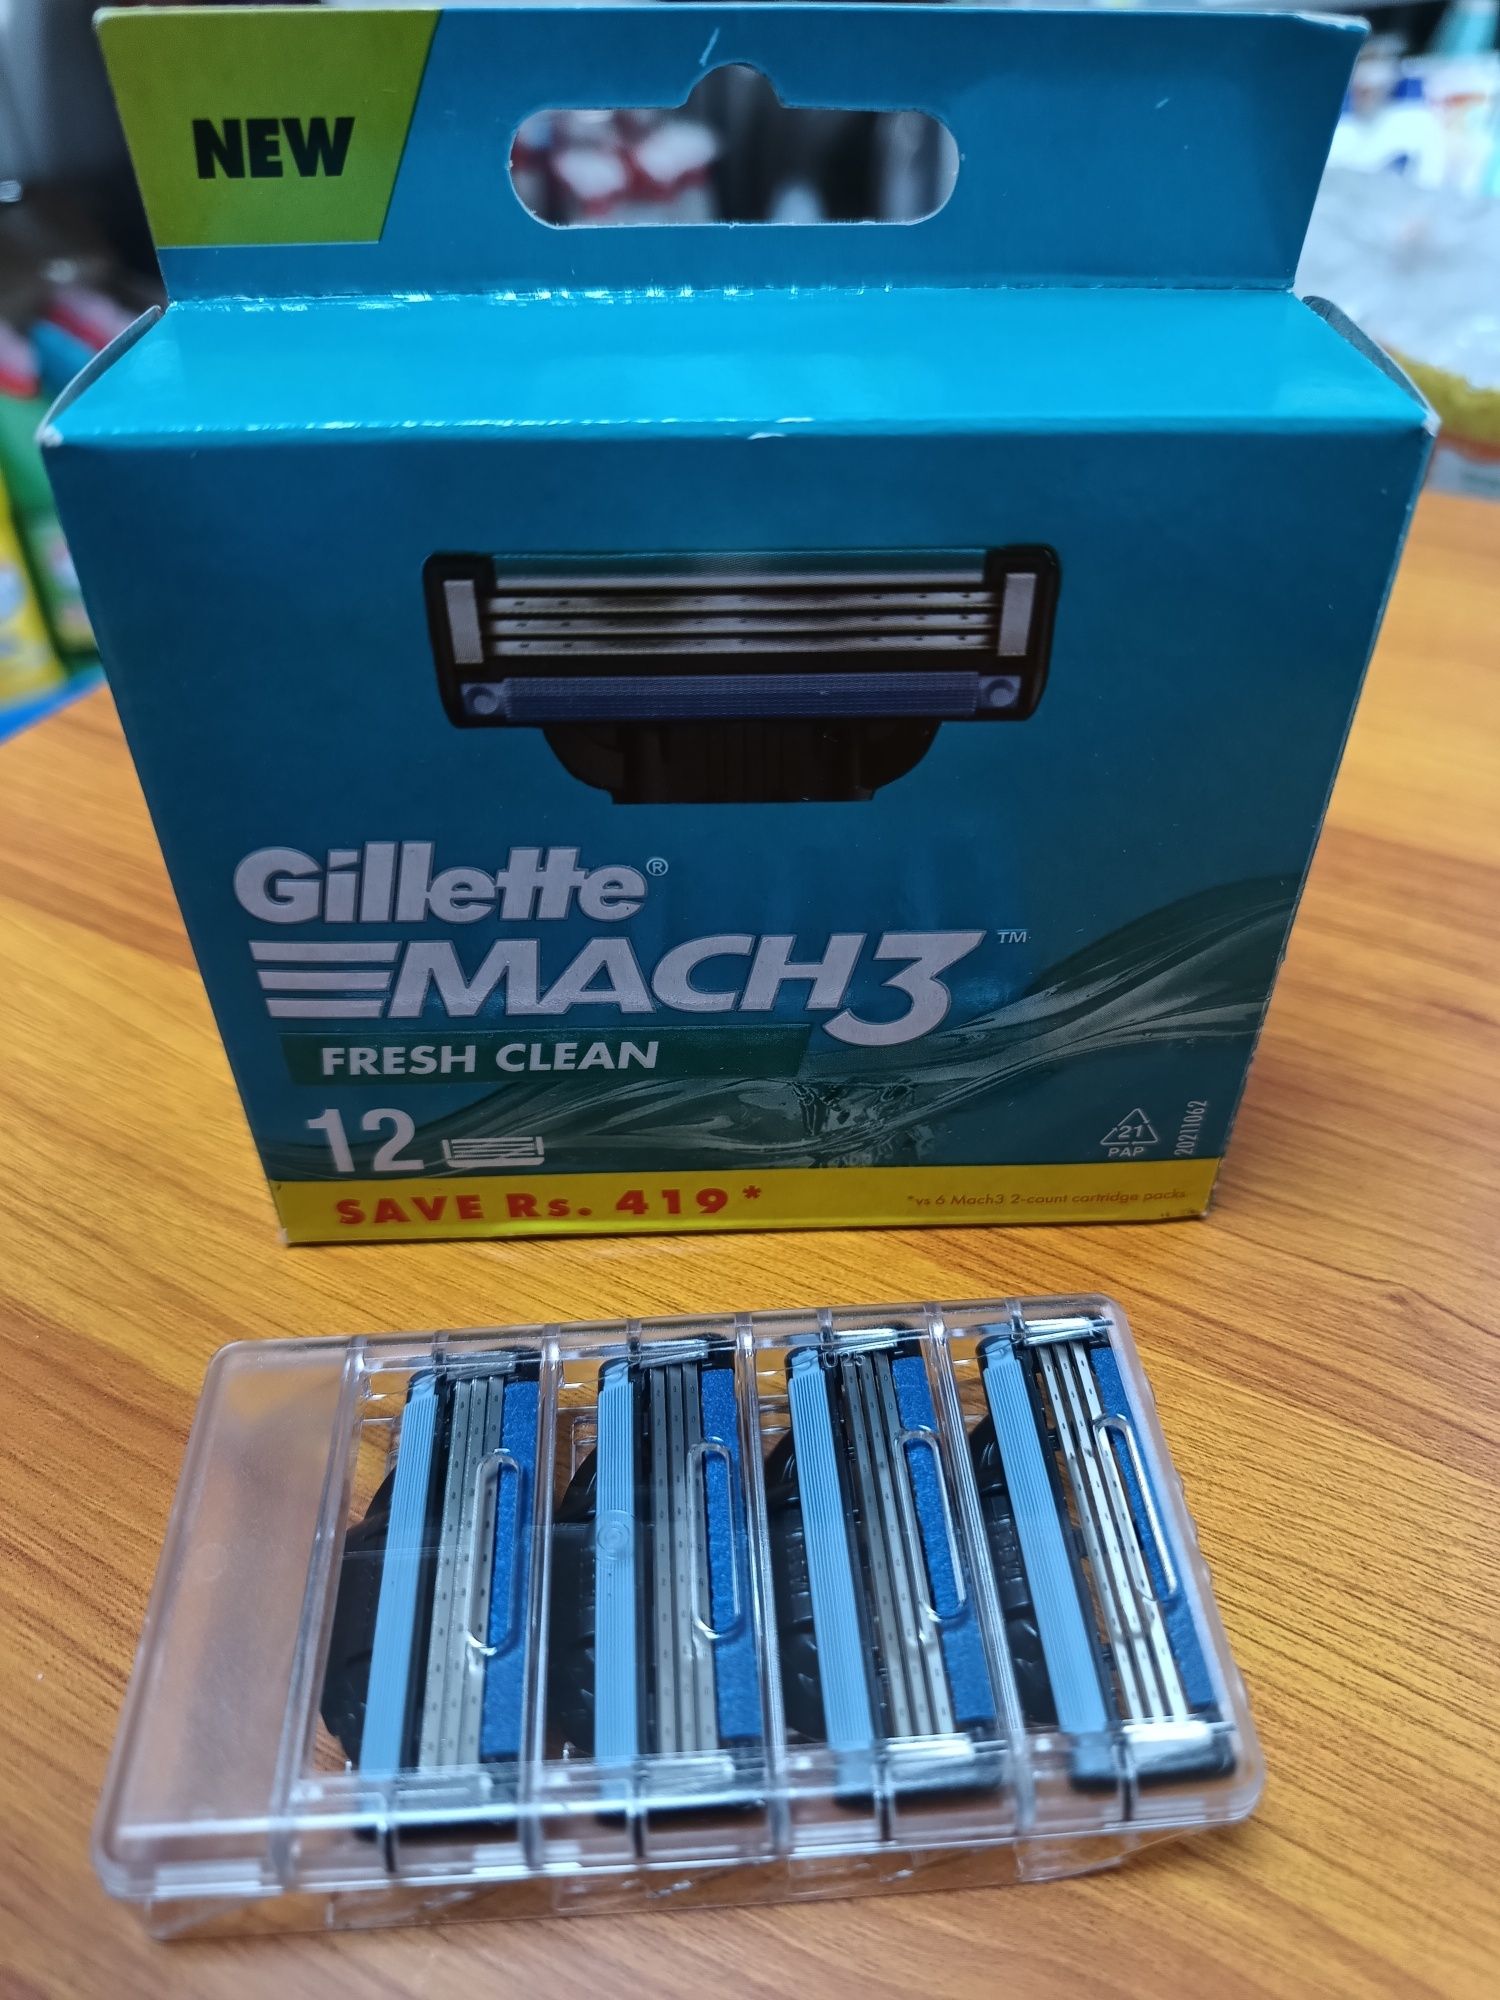 NEW
Gillette®
MACH3™
FRESH CLEAN
12
21
PAP
20211062
SAVE Rs. 419*
*vs 6 Mach3 2-count cartridge packs